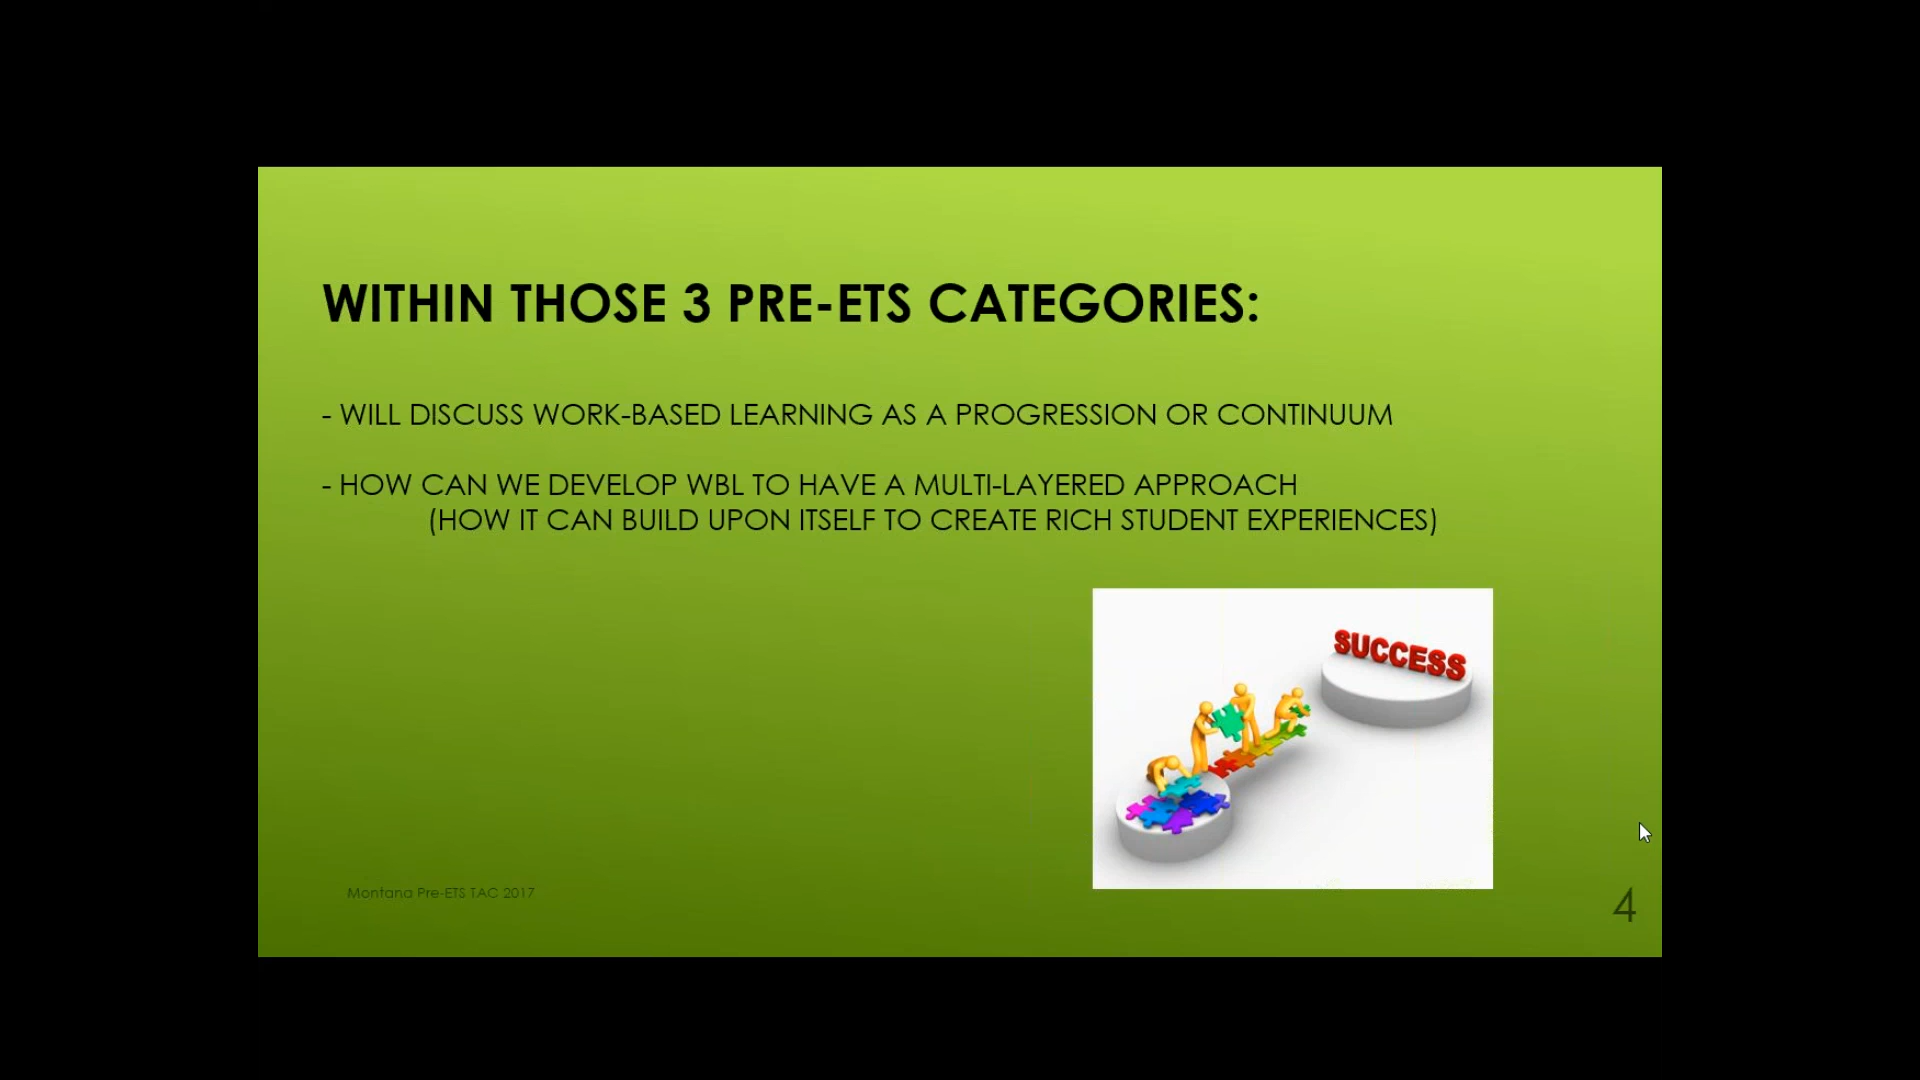 WITHIN THOSE 3 PRE-ETS CATEGORIES:
- WILL DISCUSS WORK-BASED LEARNING AS A PROGRESSION OR CONTINUUM
- HOW CAN WE DEVELOP WBL TO HAVE A MULTI-LAYERED APPROACH
(HOW IT CAN BUILD UPON ITSELF TO CREATE RICH STUDENT EXPERIENCES)
SUCCESS
Montana Pre-ETS TAC 2017
4